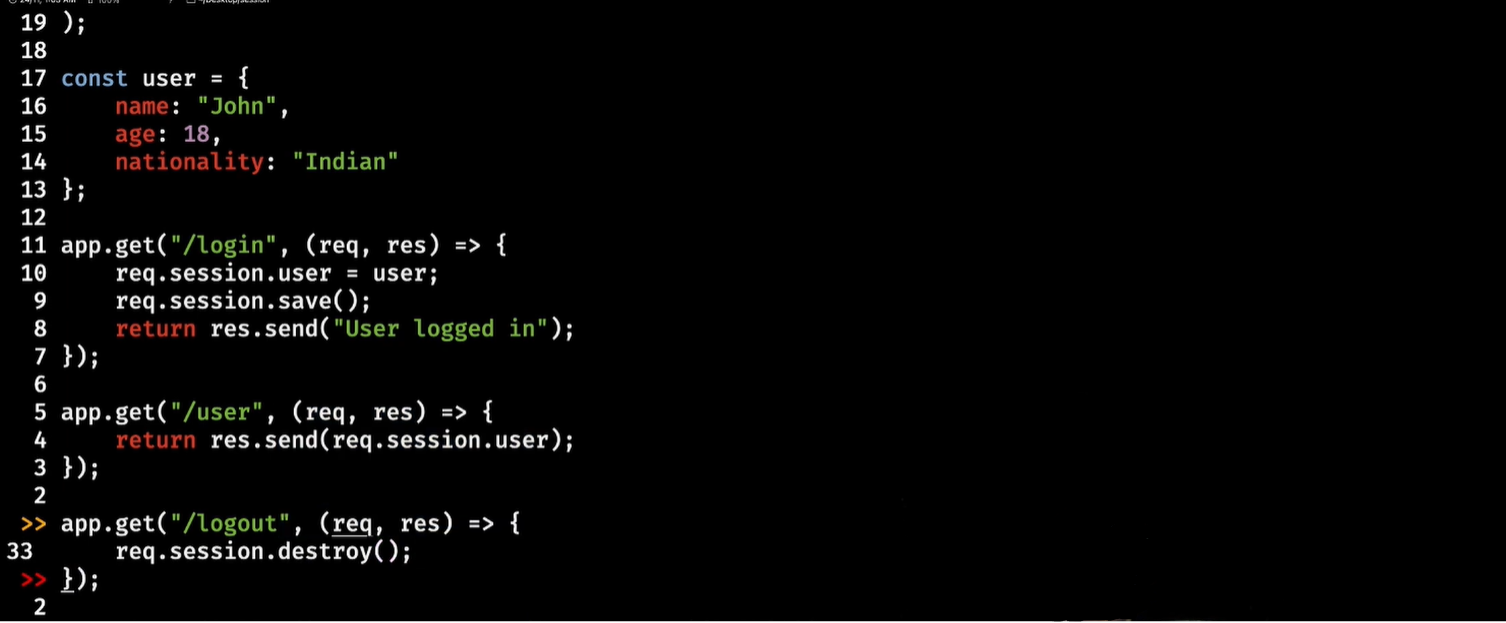 19 );
18
17 const user = {
16     name: "John",
15     age: 18,
14     nationality: "Indian"
13 };
12
11 app.get("/login", (req, res) => {
10     req.session.user = user;
9     req.session.save();
8     return res.send("User logged in");
7 });
6
5 app.get("/user", (req, res) => {
4     return res.send(req.session.user);
3 });
2
>> app.get("/logout", (req, res) => {
33     req.session.destroy();
>> });
2